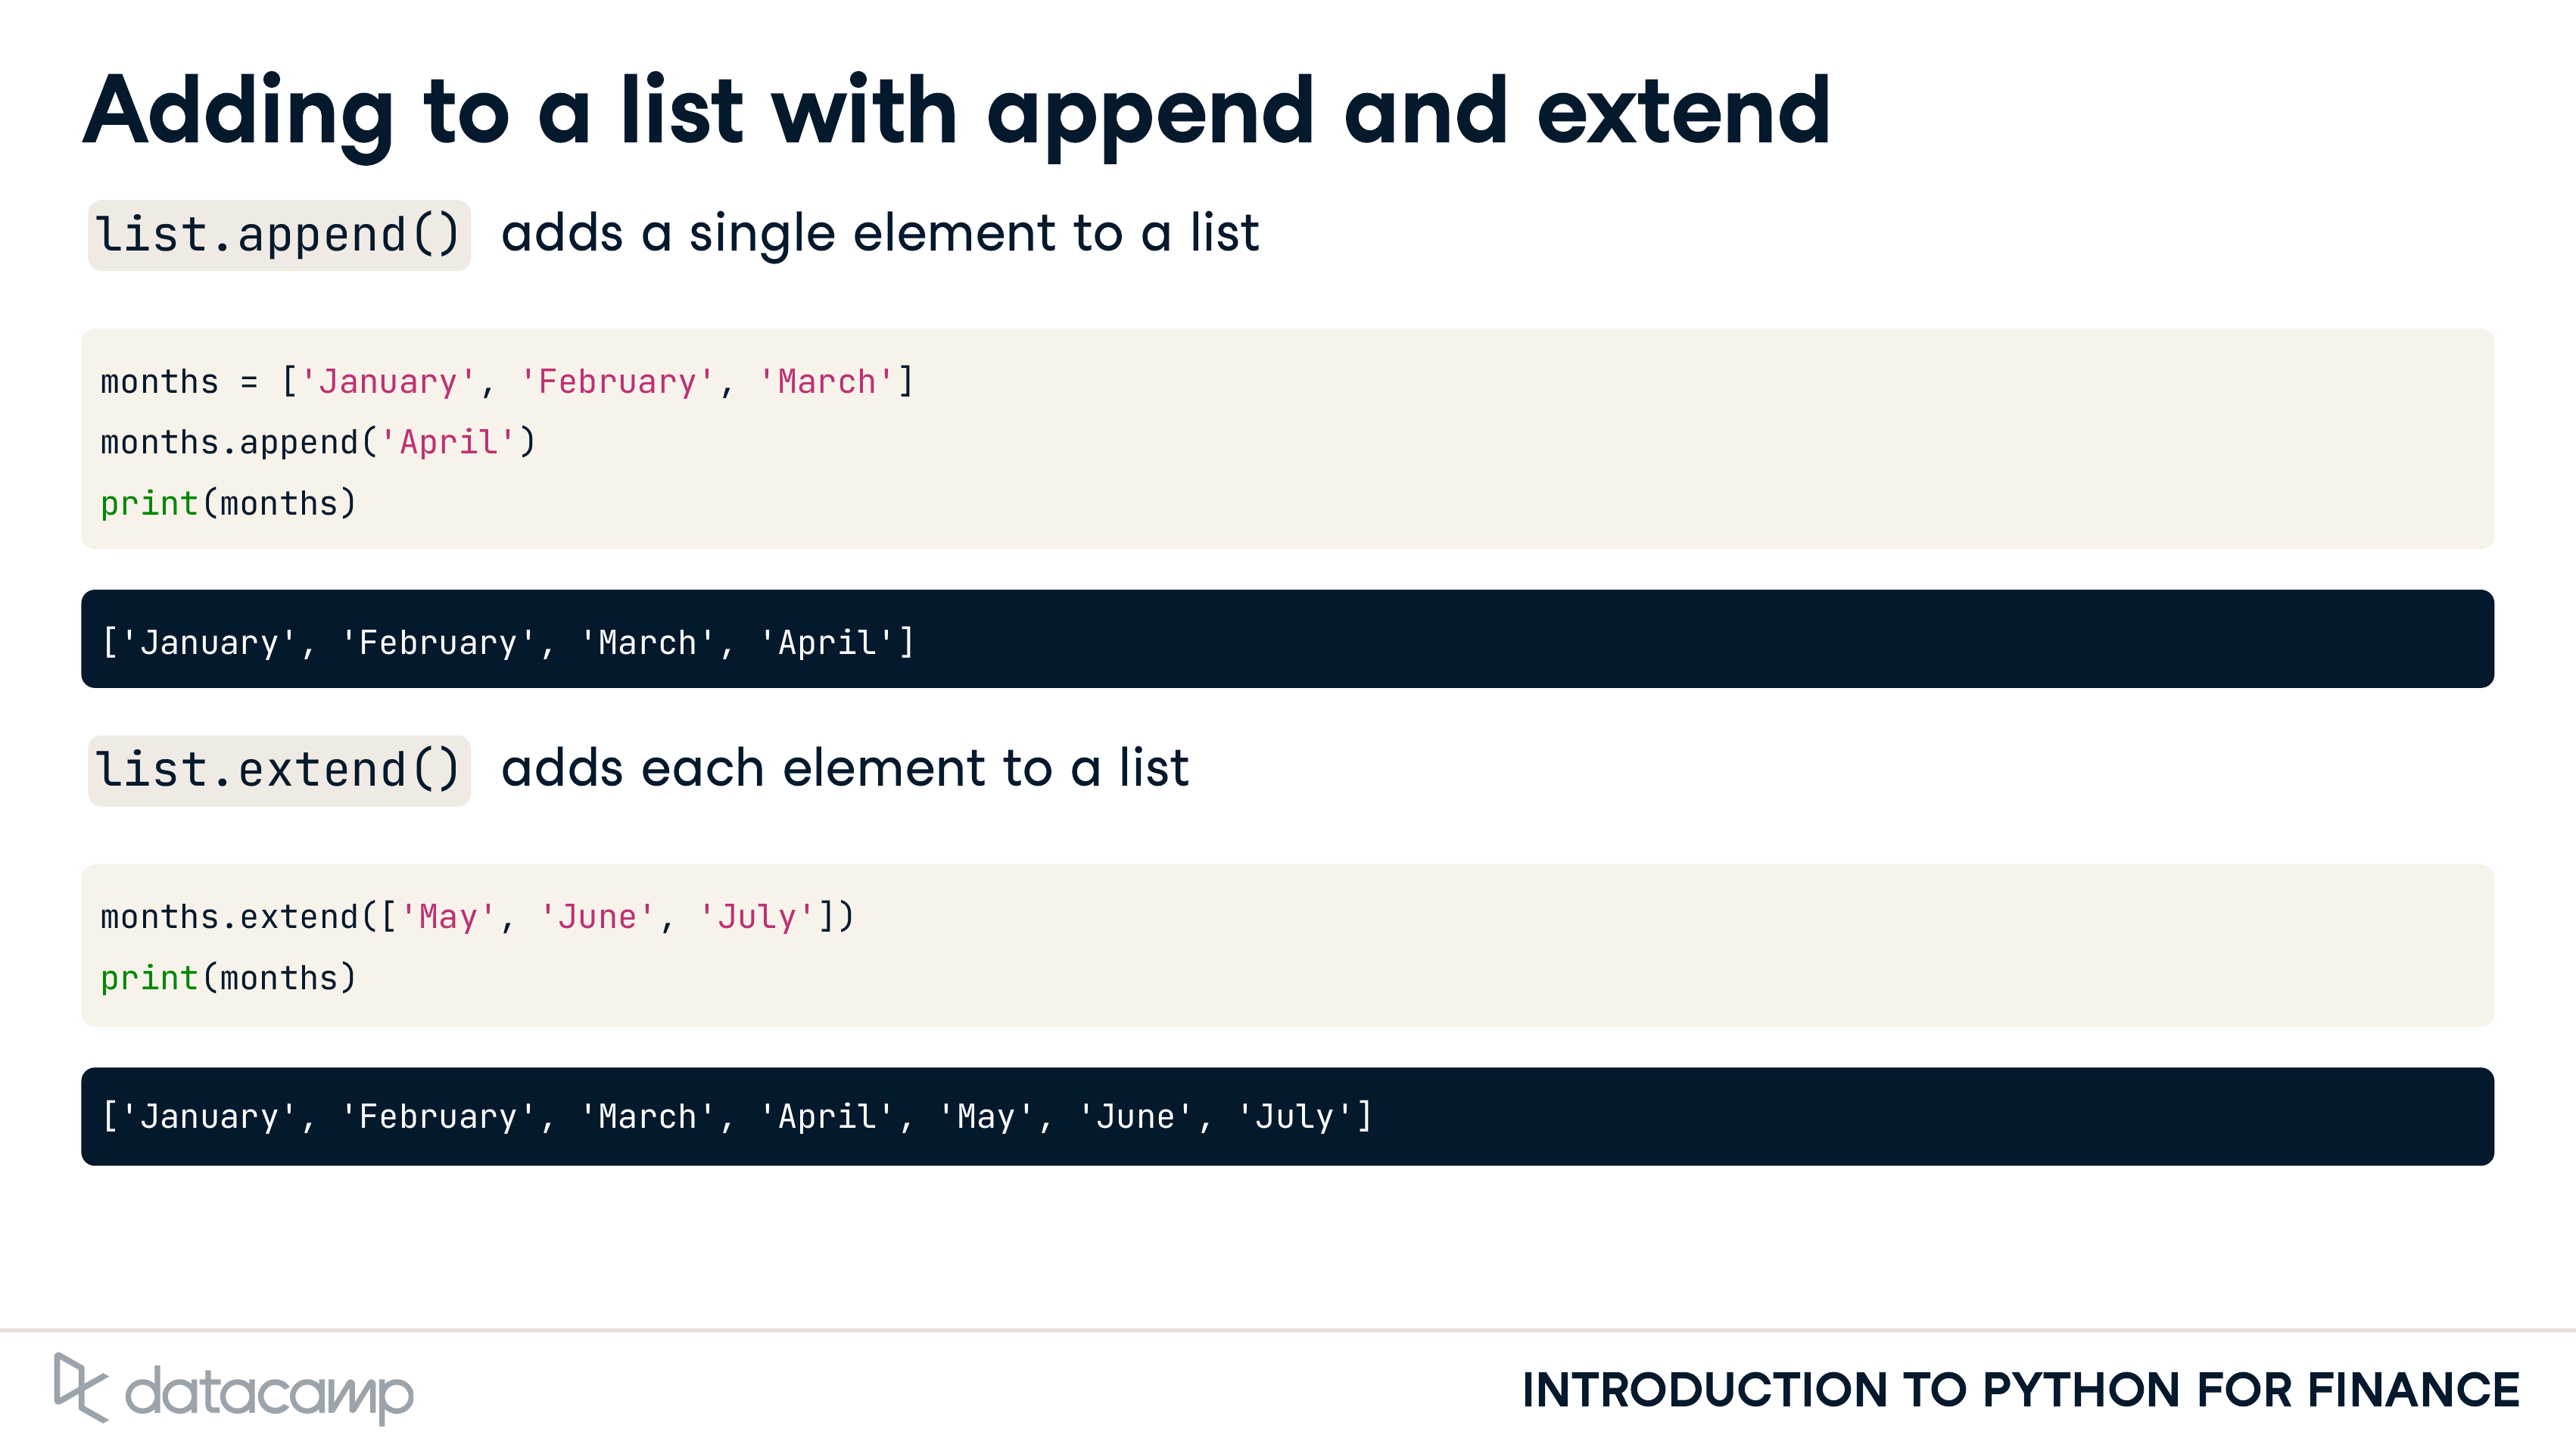 Adding to a list with append and extend
list.append() adds a single element to a list
months = ['January', 'February', 'March']
months.append('April')
print(months)
['January', 'February', 'March', 'April']
list.extend() adds each element to a list
months.extend(['May', 'June', 'July'])
print(months)
['January', 'February', 'March', 'April', 'May', 'June', 'July']
datacamp
INTRODUCTION TO PYTHON FOR FINANCE